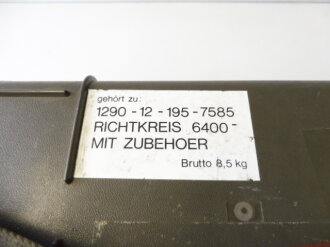 gehört zu:
1290 - 12 - 195 - 7585
RICHTKREIS 6400-
MIT ZUBEHOER
Brutto 8,5 kg